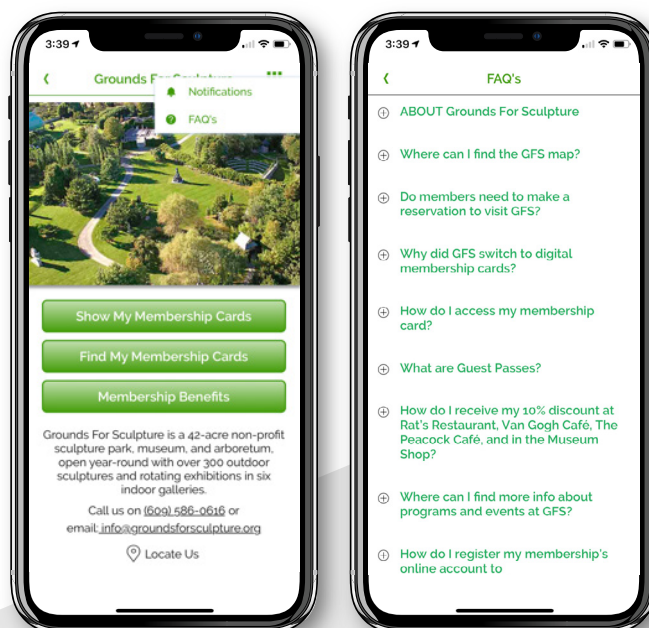 3:39
Grounds For Sculpture
Notifications
FAQ's
Show My Membership Cards
Find My Membership Cards
Membership Benefits
Grounds For Sculpture is a 42-acre non-profit
sculpture park, museum, and arboretum,
open year-round with over 300 outdoor
sculptures and rotating exhibitions in six
indoor galleries.
Call us on (609) 586-0616 or
email: info@groundsforsculpture.org
Locate Us
3:39
FAQ's
ABOUT Grounds For Sculpture
Where can I find the GFS map?
Do members need to make a
reservation to visit GFS?
Why did GFS switch to digital
membership cards?
How do I access my membership
card?
What are Guest Passes?
How do I receive my 10% discount at
Rat's Restaurant, Van Gogh Café, The
Peacock Café, and in the Museum
Shop?
Where can I find more info about
programs and events at GFS?
How do I register my membership's
online account to